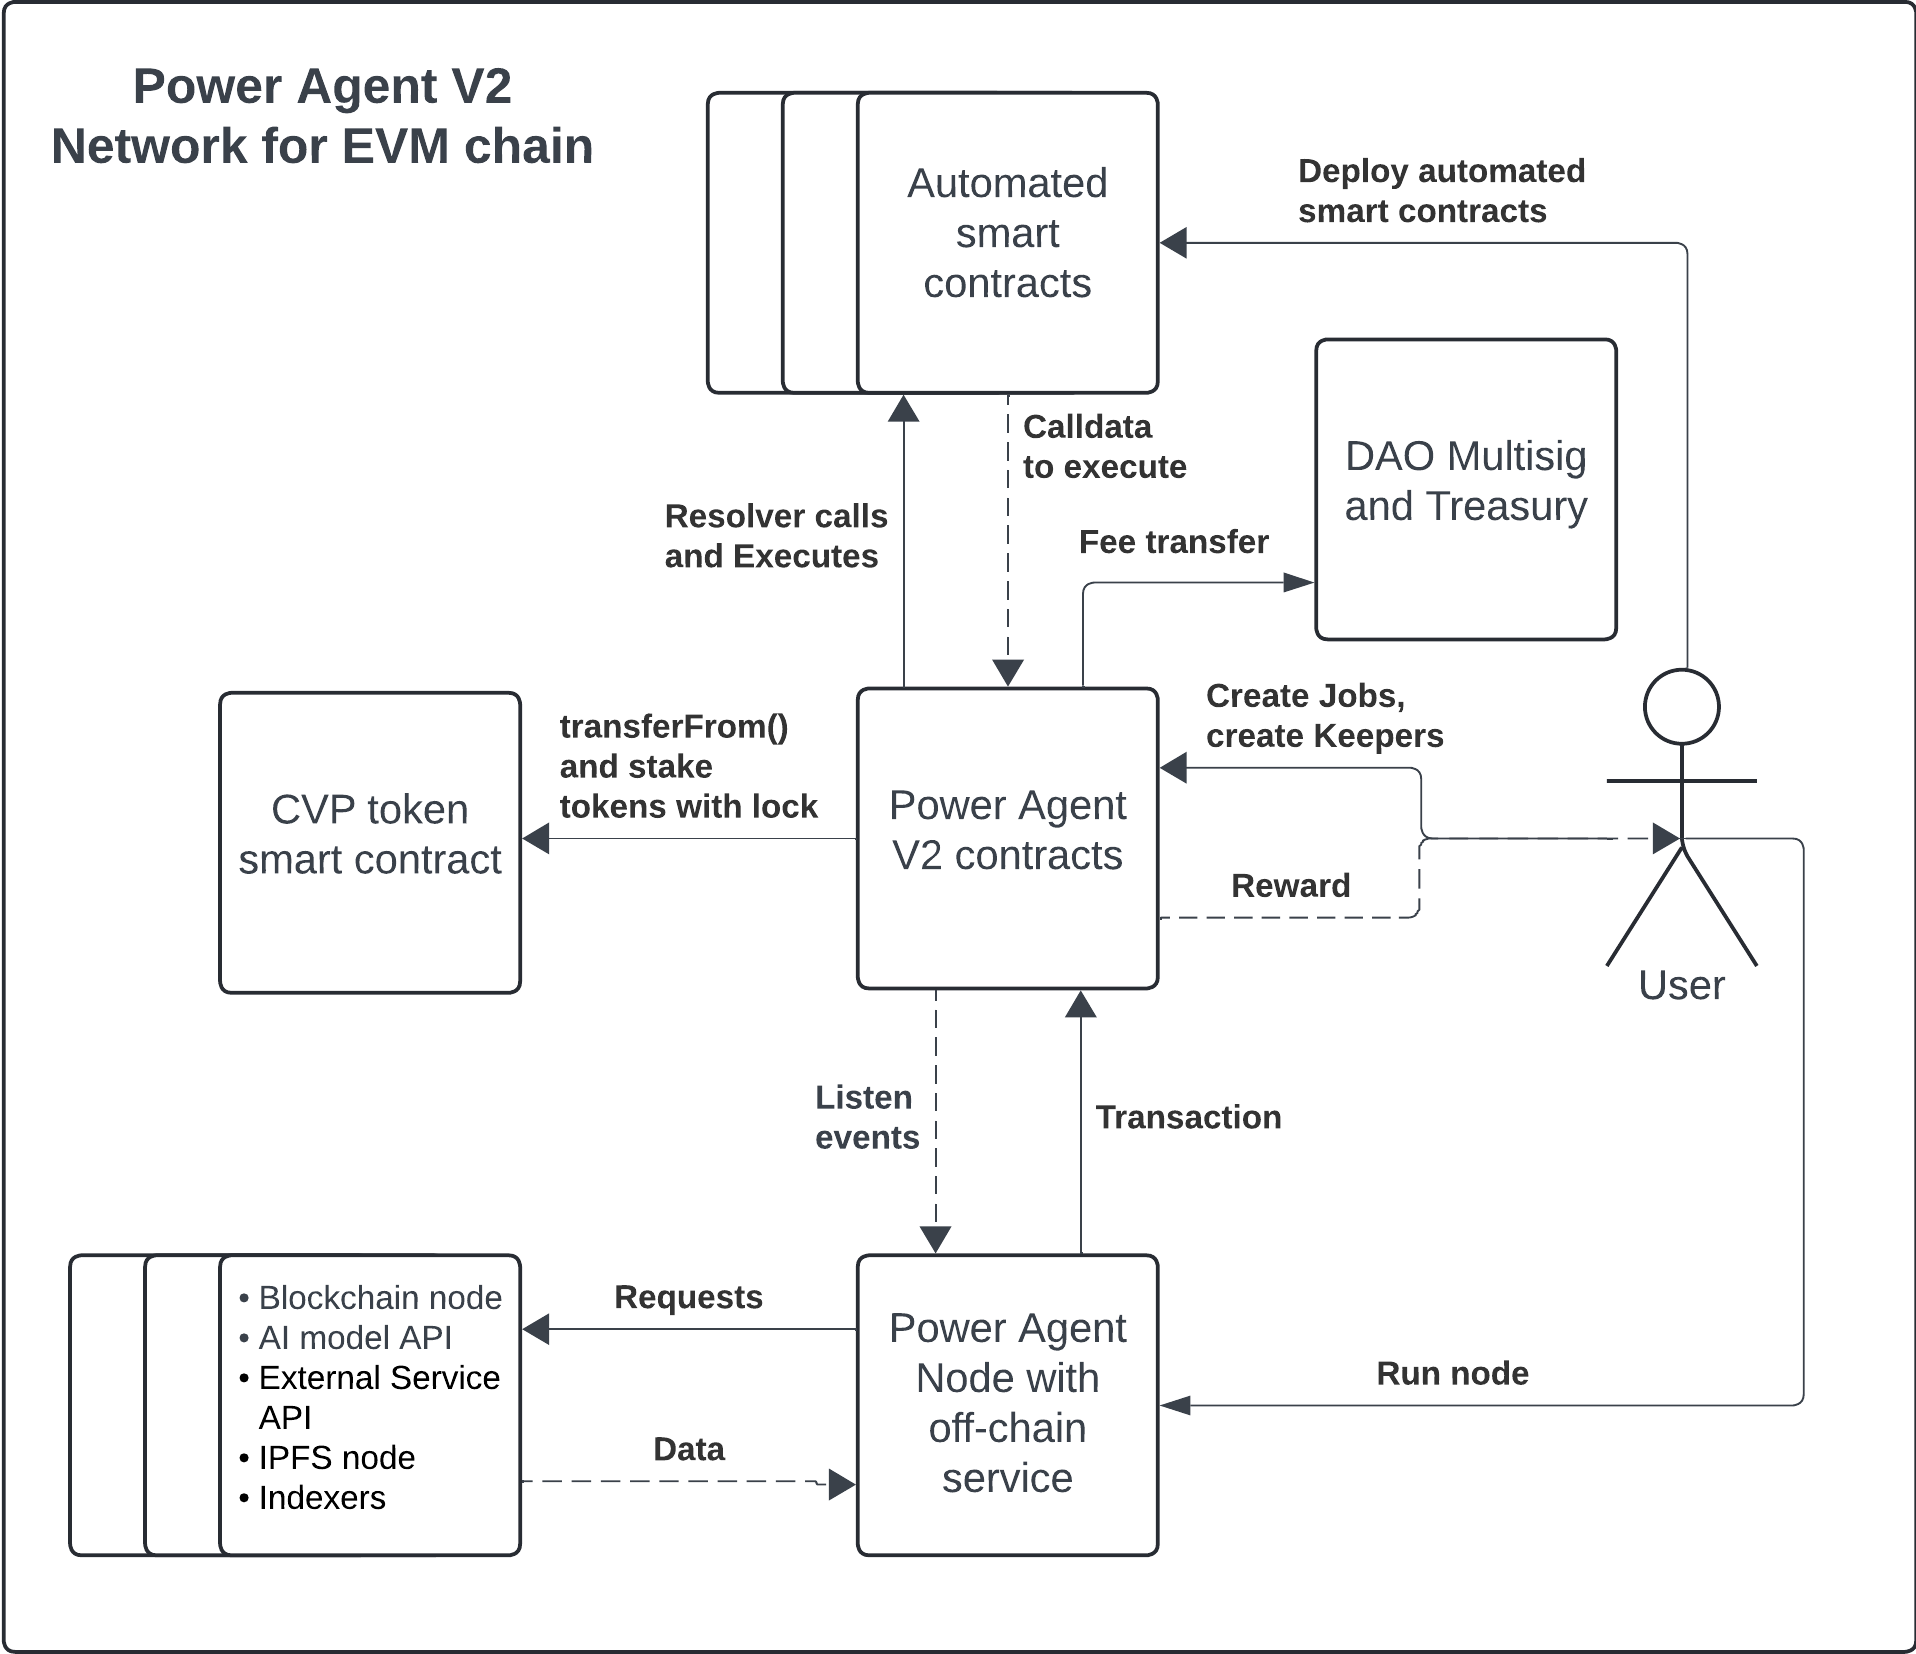 Power Agent V2
Network for EVM chain
Automated
smart
contracts
Deploy automated
smart contracts
DAO Multisig
and Treasury
Calldata
to execute
Resolver calls
and Executes
Fee transfer
CVP token
smart contract
transferFrom()
and stake
tokens with lock
Power Agent
V2 contracts
Create Jobs,
create Keepers
Reward
User
Listen
events
Transaction
• Blockchain node
• AI model API
• External Service
API
• IPFS node
• Indexers
Requests
Data
Power Agent
Node with
off-chain
service
Run node